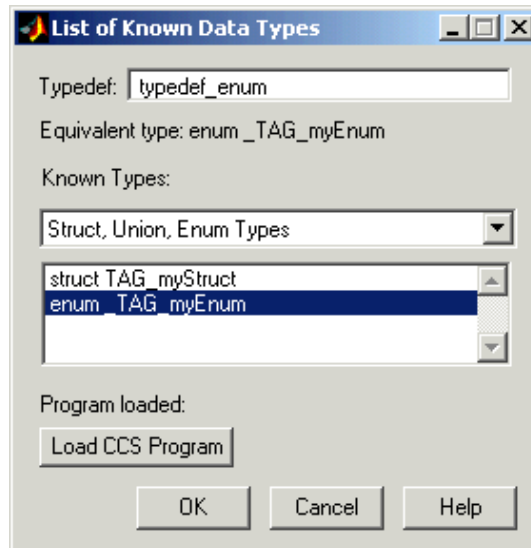 List of Known Data Types
Typedef: typedef_enum
Equivalent type: enum _TAG_myEnum
Known Types:
Struct, Union, Enum Types
struct TAG_myStruct
enum _TAG_myEnum
Program loaded:
Load CCS Program
OK Cancel Help